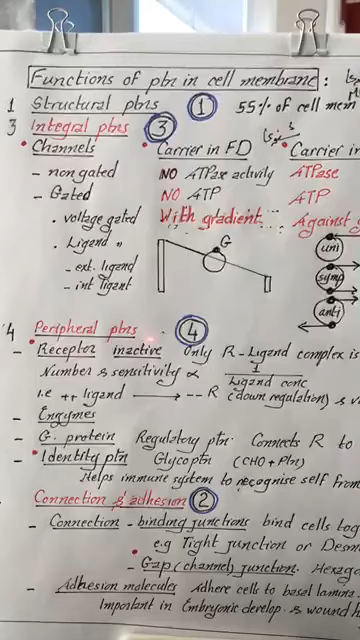 Functions of ptn in cell membrane:
1 Structural ptns ① 55% of cell mem
3 Integral ptns ③
• Channels • Carrier in FD • Carrier in
– non gated NO ATPase activity ATPase
– Gated NO ATP ATP
. voltage gated With gradient Against g
. Ligand "
– ext. ligand
– int ligant
G
uni
symp
anti
4 Peripheral ptns ④
– Receptor inactive Only R-Ligand complex is
Number & sensitivity ∝ 1
Ligand conc
i.e ++ ligand → -- R (down regulation) & v
– Enzymes
– G. protein Regulatory ptn. Connects R to
– Identity ptn Glycoptn (CHO + Ptn)
Helps immune system to recognise self from
Connection & adhesion ②
– Connection – binding junctions bind cells tog
e.g Tight junction or Desm
– Gap (channel) junction. Hexag
– Adhesion molecules Adhere cells to basal lamina
Important in Embryonic develop. & wound h